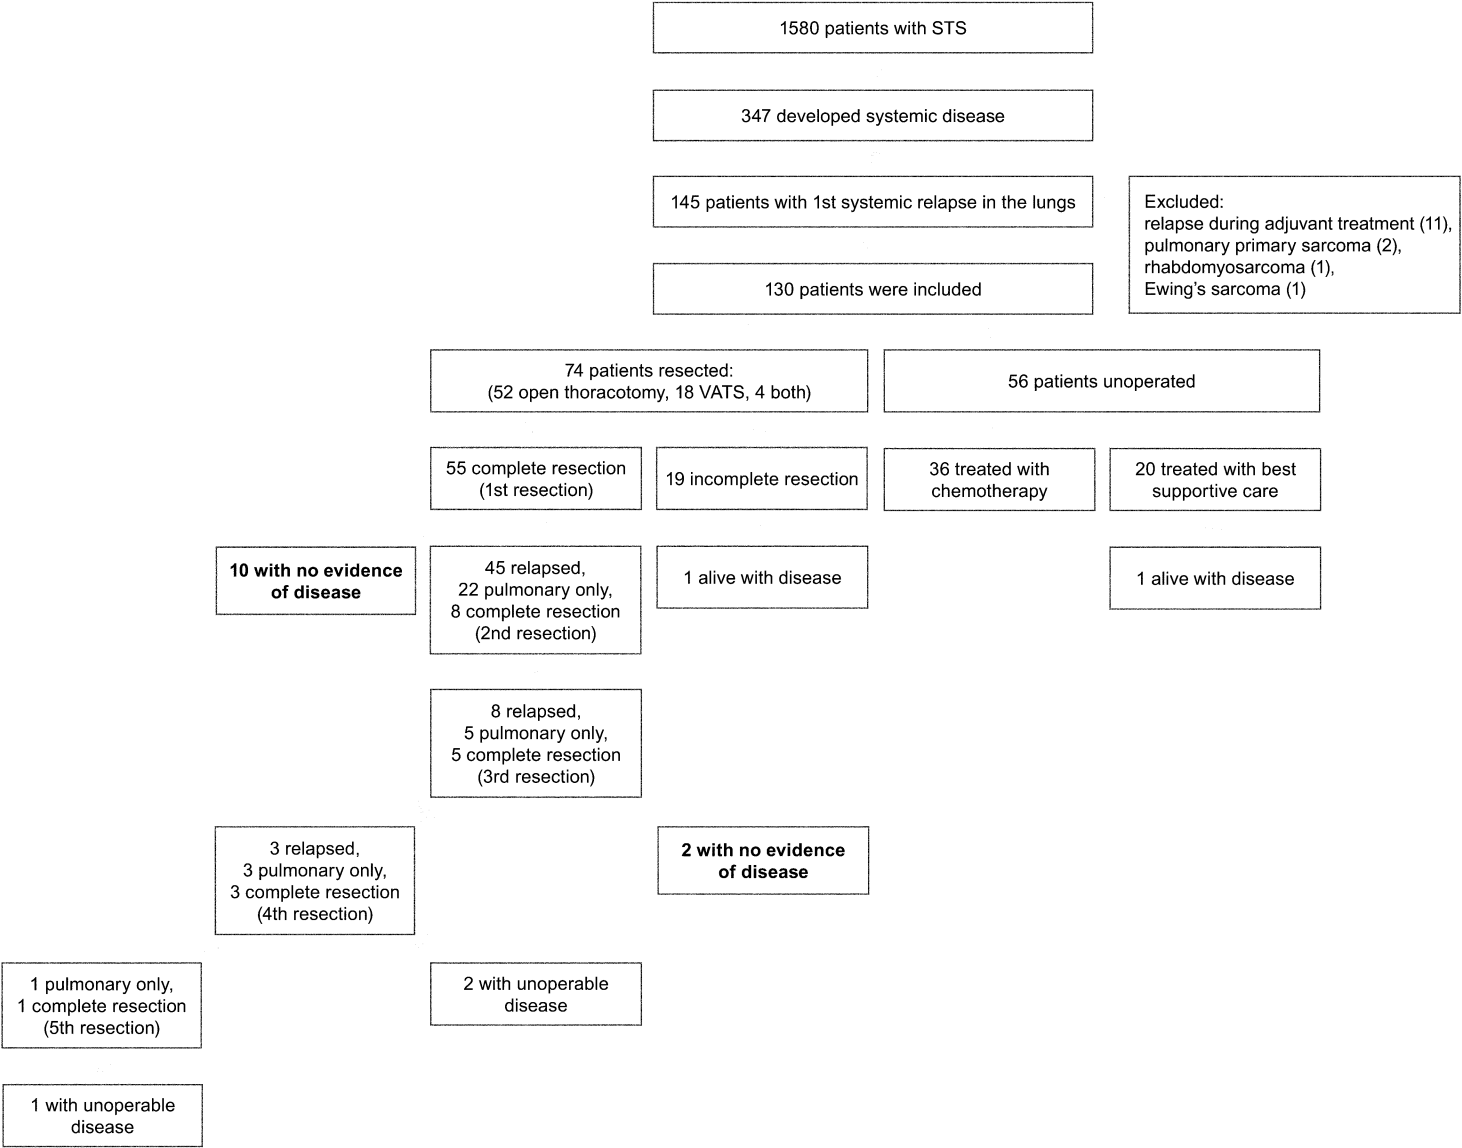 1580 patients with STS
347 developed systemic disease
145 patients with 1st systemic relapse in the lungs
Excluded:
relapse during adjuvant treatment (11),
pulmonary primary sarcoma (2),
rhabdomyosarcoma (1),
Ewing's sarcoma (1)
130 patients were included
74 patients resected:
(52 open thoracotomy, 18 VATS, 4 both)
56 patients unoperated
55 complete resection
(1st resection)
19 incomplete resection
36 treated with
chemotherapy
20 treated with best
supportive care
10 with no evidence
of disease
45 relapsed,
22 pulmonary only,
8 complete resection
(2nd resection)
1 alive with disease
1 alive with disease
8 relapsed,
5 pulmonary only,
5 complete resection
(3rd resection)
3 relapsed,
3 pulmonary only,
3 complete resection
(4th resection)
2 with no evidence
of disease
1 pulmonary only,
1 complete resection
(5th resection)
2 with unoperable
disease
1 with unoperable
disease